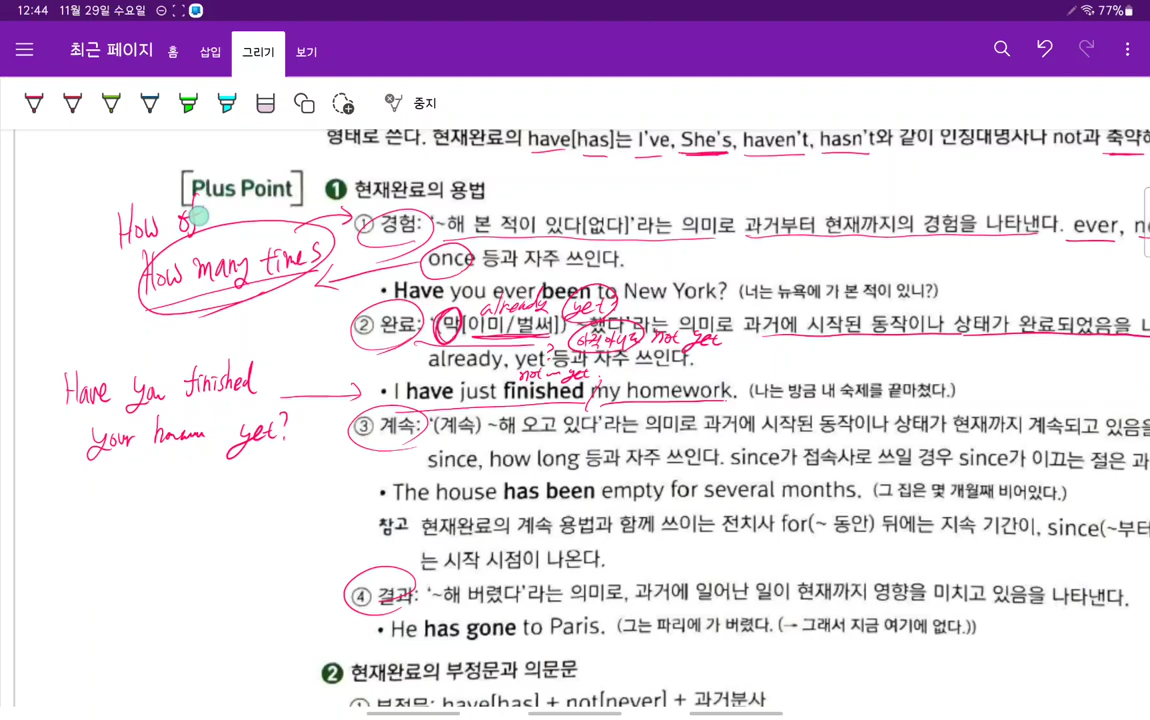 12:44 11월 29일 수요일 77%
최근 페이지 홈 삽입 그리기 보기
중지
형태로 쓴다. 현재완료의 have[has]는 I've, She's, haven't, hasn't와 같이 인칭대명사나 not과 축약해
Plus Point
1 현재완료의 용법
How
How many times
① 경험: '~해 본 적이 있다[없다]'라는 의미로 과거부터 현재까지의 경험을 나타낸다. ever,
once 등과 자주 쓰인다.
• Have you ever been to New York? (너는 뉴욕에 가 본 적이 있니?)
already yet?
② 완료: '(막[이미/벌써]) ~했다'라는 의미로 과거에 시작된 동작이나 상태가 완료되었음을
not yet
already, yet 등과 자주 쓰인다.
not ~ yet
• I have just finished my homework. (나는 방금 내 숙제를 끝마쳤다.)
Have you finished
your yet?
③ 계속: '(계속) ~해 오고 있다'라는 의미로 과거에 시작된 동작이나 상태가 현재까지 계속되고 있음을
since, how long 등과 자주 쓰인다. since가 접속사로 쓰일 경우 since가 이끄는 절은 과
• The house has been empty for several months. (그 집은 몇 개월째 비어있다.)
참고 현재완료의 계속 용법과 함께 쓰이는 전치사 for(~ 동안) 뒤에는 지속 기간이, since(~부터
는 시작 시점이 나온다.
④ 결과: '~해 버렸다'라는 의미로, 과거에 일어난 일이 현재까지 영향을 미치고 있음을 나타낸다.
• He has gone to Paris. (그는 파리에 가 버렸다. (→ 그래서 지금 여기에 없다.))
2 현재완료의 부정문과 의문문
① 부정문: have[has] + not[never] + 과거분사